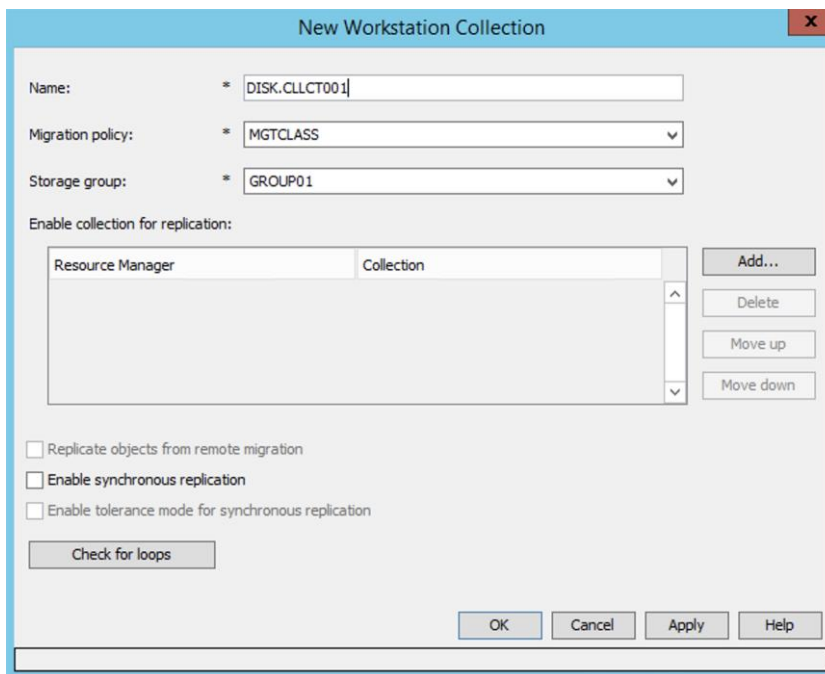 New Workstation Collection
x
Name: * DISK.CLLCT001
Migration policy: * MGTCLASS
Storage group: * GROUP01
Enable collection for replication:
Resource Manager Collection
Add...
Delete
Move up
Move down
Replicate objects from remote migration
Enable synchronous replication
Enable tolerance mode for synchronous replication
Check for loops
OK Cancel Apply Help